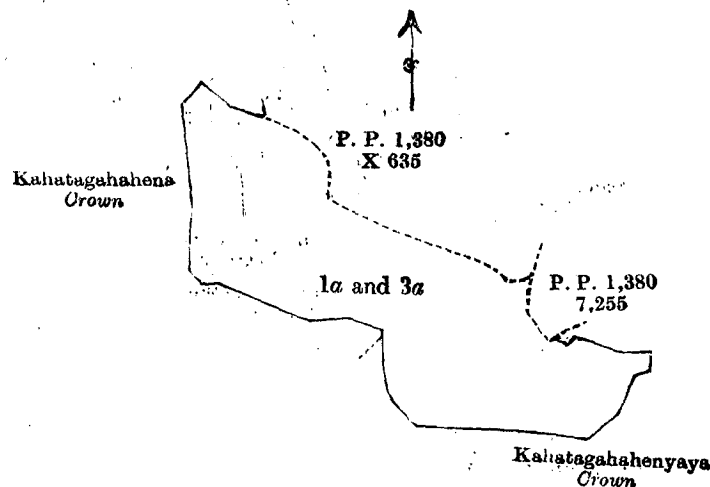 P. P. 1,380
X 635
Kahatagahahena
Crown
1a and 3a
P. P. 1,380
7,255
Kahatagahahenyaya
Crown